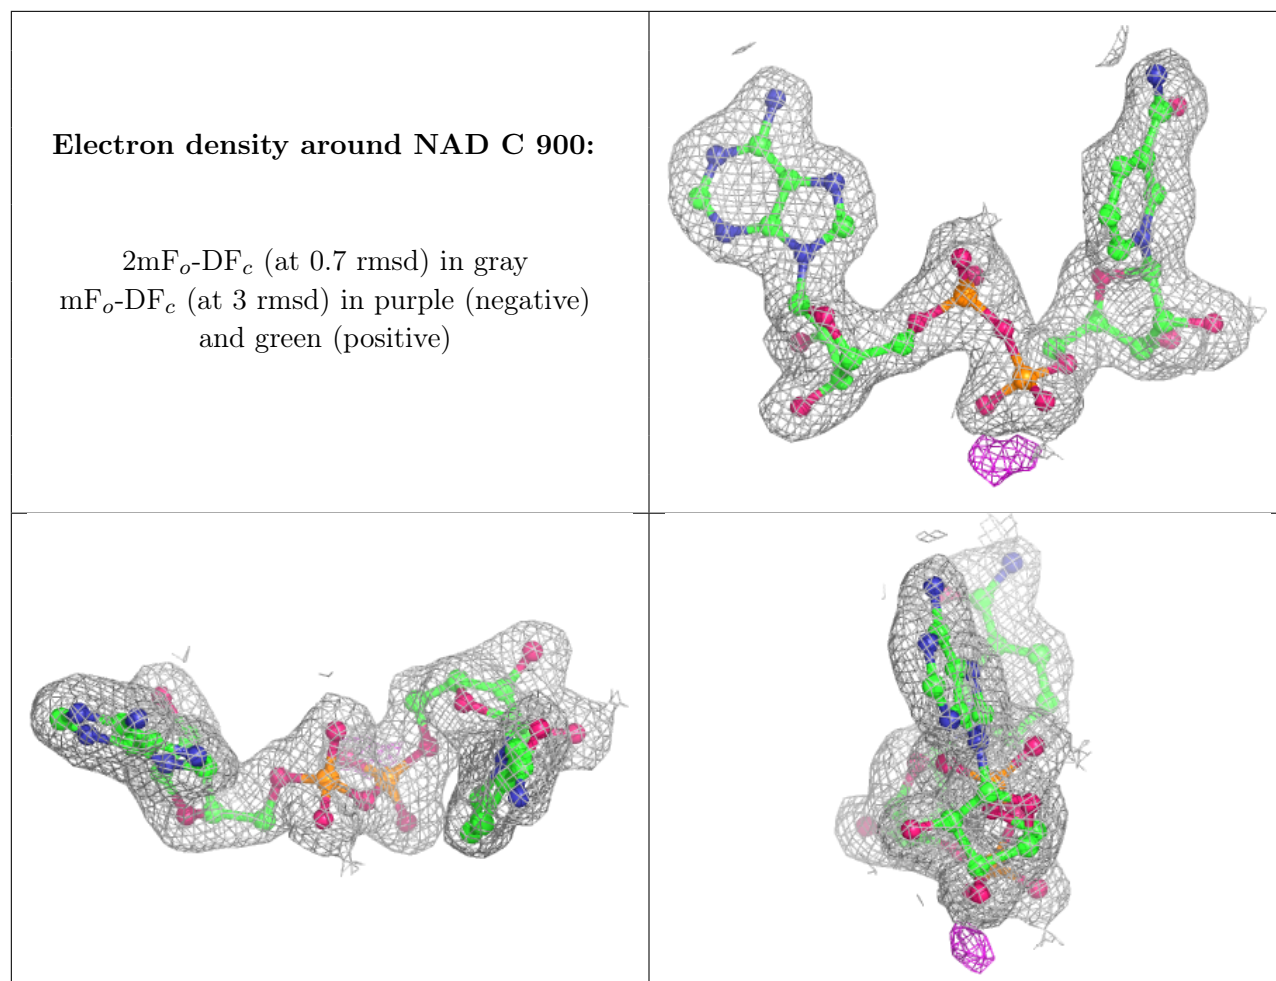 Electron density around NAD C 900:
2mFₒ-DF𝒸 (at 0.7 rmsd) in gray
mFₒ-DF𝒸 (at 3 rmsd) in purple (negative)
and green (positive)